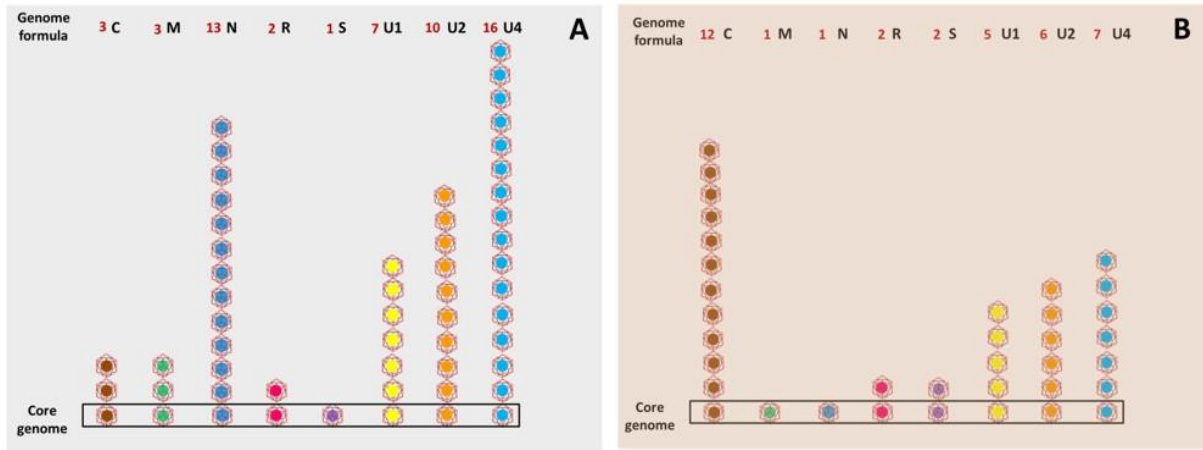 Genome
formula
3 C 3 M 13 N 2 R 1 S 7 U1 10 U2 16 U4
A
Core
genome
Genome
formula
12 C 1 M 1 N 2 R 2 S 5 U1 6 U2 7 U4
B
Core
genome